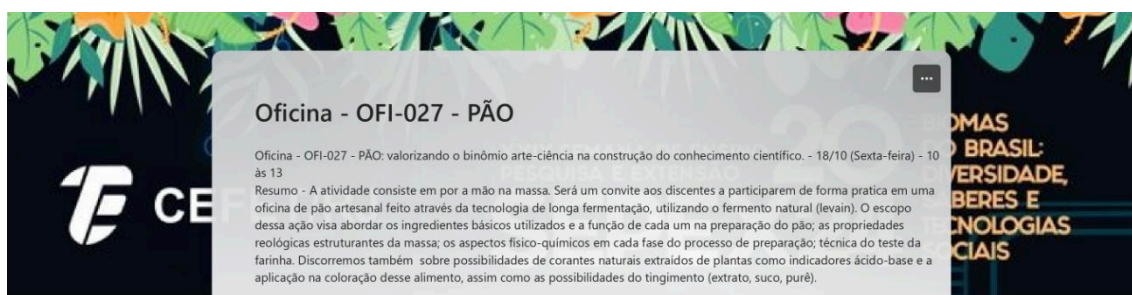 Oficina - OFI-027 - PÃO
Oficina - OFI-027 - PÃO: valorizando o binômio arte-ciência na construção do conhecimento científico. - 18/10 (Sexta-feira) - 10
às 13
Resumo - A atividade consiste em por a mão na massa. Será um convite aos discentes a participarem de forma pratica em uma
oficina de pão artesanal feito através da tecnologia de longa fermentação, utilizando o fermento natural (levain). O escopo
dessa ação visa abordar os ingredientes básicos utilizados e a função de cada um na preparação do pão; as propriedades
reológicas estruturantes da massa; os aspectos físico-químicos em cada fase do processo de preparação; técnica do teste da
farinha. Discorremos também sobre possibilidades de corantes naturais extraidos de plantas como indicadores ácido-base e a
aplicação na coloração desse alimento, assim como as possibilidades do tingimento (extrato, suco, purê).
CEF
20
PESQUISA E EXTENSÃO
OMAS
BRASIL:
VERSIDADE,
BERES E
CNOLOGIAS
CIAIS